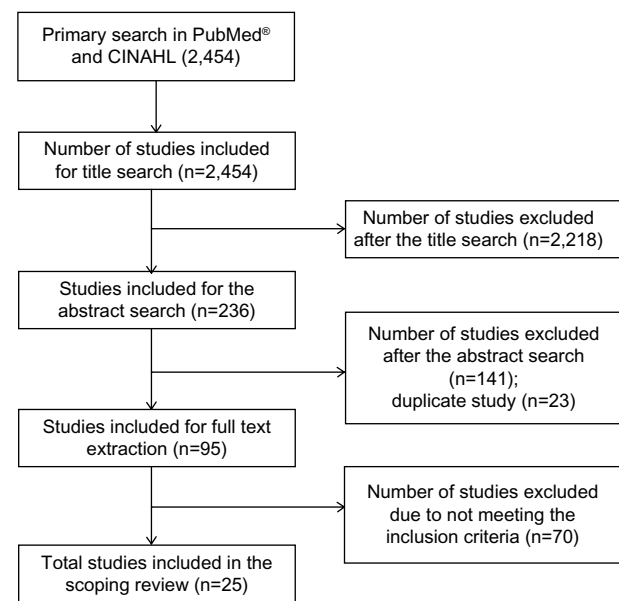 Primary search in PubMed®
and CINAHL (2,454)
Number of studies included
for title search (n=2,454)
Number of studies excluded
after the title search (n=2,218)
Studies included for the
abstract search (n=236)
Number of studies excluded
after the abstract search
(n=141);
duplicate study (n=23)
Studies included for full text
extraction (n=95)
Number of studies excluded
due to not meeting the
inclusion criteria (n=70)
Total studies included in the
scoping review (n=25)